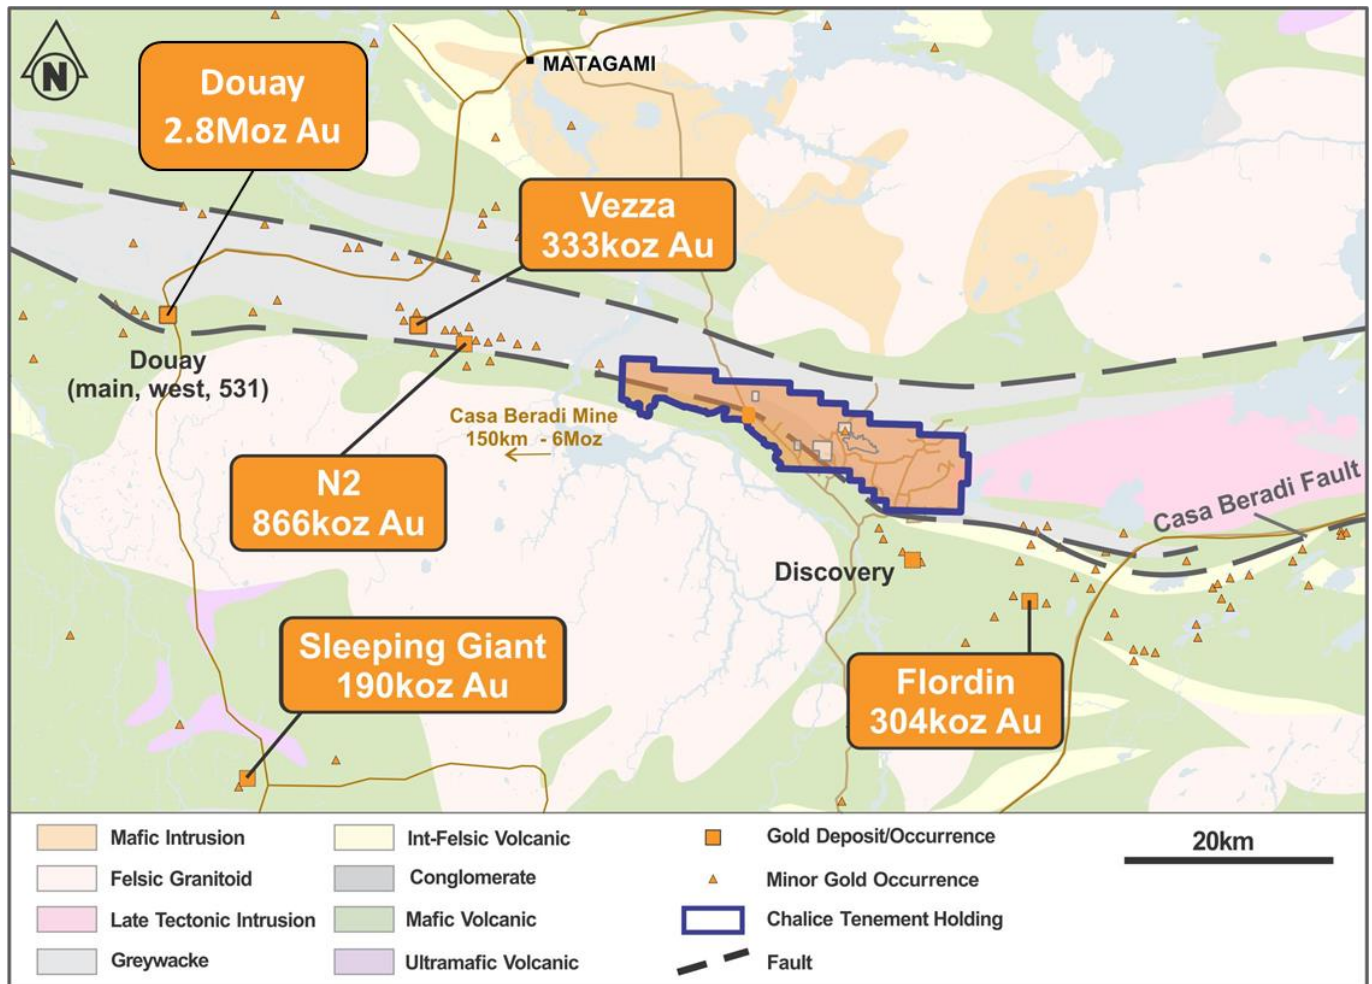 N
MATAGAMI
Douay
2.8Moz Au
Vezza
333koz Au
Douay
(main, west, 531)
Casa Beradi Mine
150km - 6Moz
N2
866koz Au
Casa Beradi Fault
Discovery
Sleeping Giant
190koz Au
Flordin
304koz Au
Mafic Intrusion
Felsic Granitoid
Late Tectonic Intrusion
Greywacke
Int-Felsic Volcanic
Conglomerate
Mafic Volcanic
Ultramafic Volcanic
Gold Deposit/Occurrence
Minor Gold Occurrence
Chalice Tenement Holding
Fault
20km